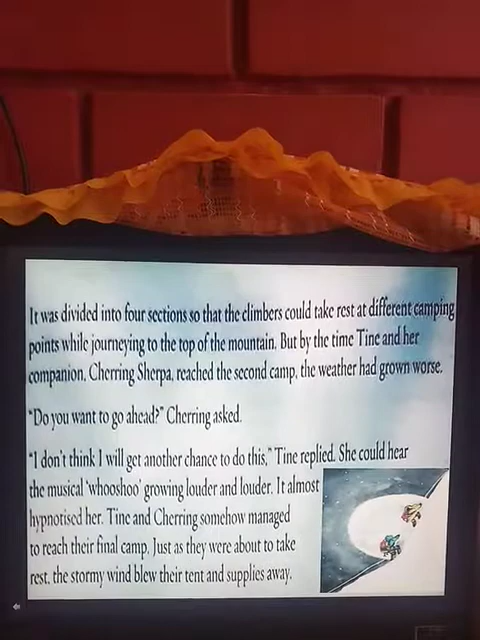 It was divided into four sections so that the climbers could take rest at different camping
points while journeying to the top of the mountain. But by the time Tine and her
companion, Cherring Sherpa, reached the second camp, the weather had grown worse.
"Do you want to go ahead?" Cherring asked.
"I don't think I will get another chance to do this," Tine replied. She could hear
the musical 'whooshoo' growing louder and louder. It almost
hypnotised her. Tine and Cherring somehow managed
to reach their final camp. Just as they were about to take
rest, the stormy wind blew their tent and supplies away.